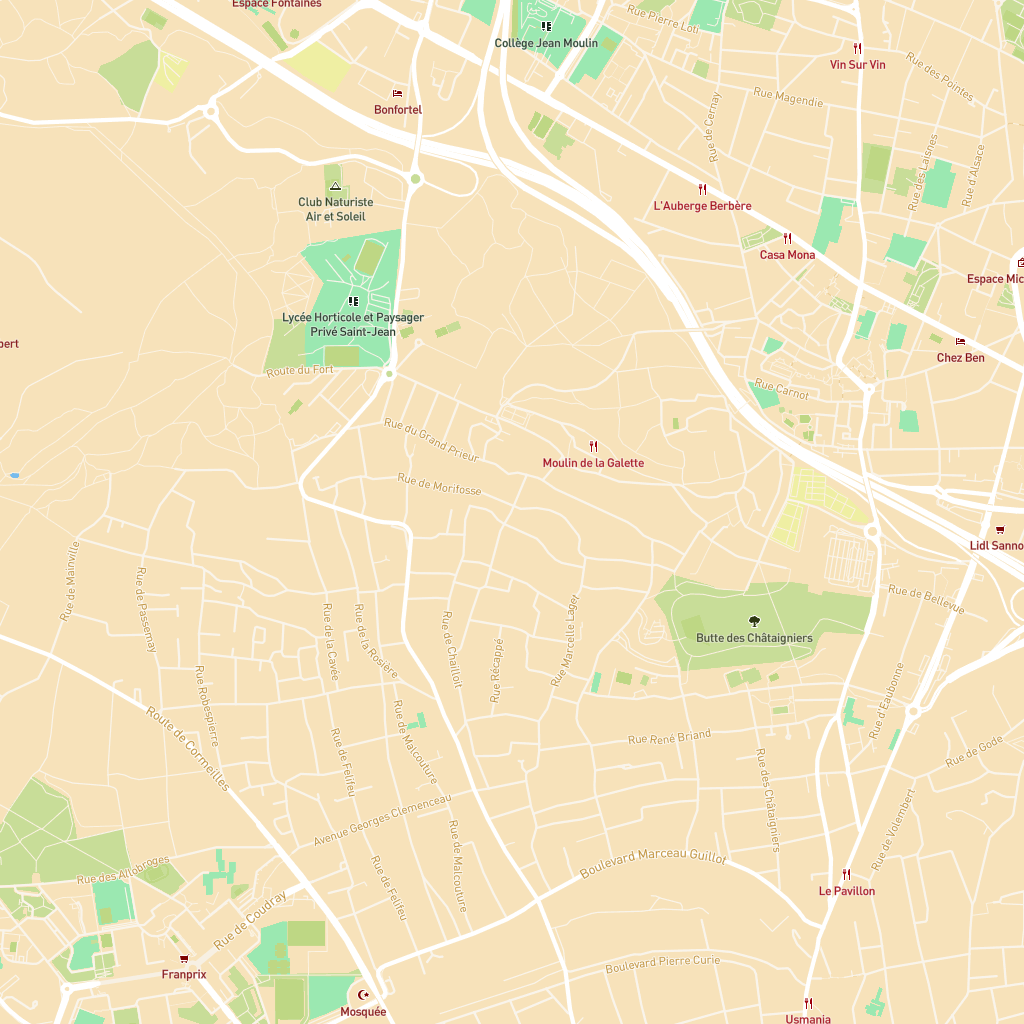 Espace Fontaines
Collège Jean Moulin
Rue Pierre Loti
Vin Sur Vin
Rue des Pointes
Bonfortel
Rue Magendie
Rue de Cernay
Rue des Laisnes
Rue d'Alsace
Club Naturiste
Air et Soleil
L'Auberge Berbère
Casa Mona
Espace Mic
Lycée Horticole et Paysager
Privé Saint-Jean
bert
Chez Ben
Route du Fort
Rue Carnot
Rue du Grand Prieur
Moulin de la Galette
Rue de Morifosse
Lidl Sanno
Rue de Mainville
Rue de Passemay
Rue de Bellevue
Rue de la Cavée
Rue de la Rosière
Rue de Chailloit
Rue Récappé
Rue Marcelle Laget
Butte des Châtaigniers
Rue Robespierre
Rue d'Eaubonne
Route de Cormeilles
Rue de Malcouture
Rue de Felifeu
Rue René Briand
Rue des Châtaigniers
Rue de Gode
Rue de Volembert
Avenue Georges Clemenceau
Rue de Malcouture
Rue de Felifeu
Boulevard Marceau Guillot
Rue des Allobroges
Le Pavillon
Rue de Coudray
Franprix
Boulevard Pierre Curie
Mosquée
Usmania